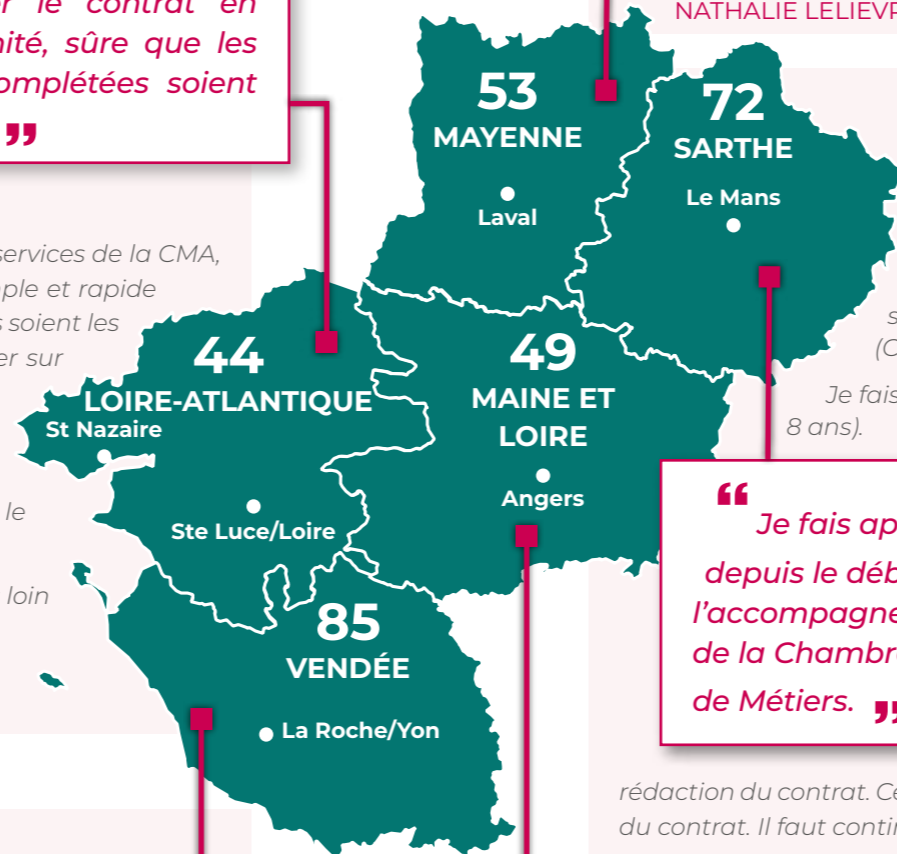 er le contrat en
nité, sûre que les
complétées soient
”
NATHALIE LELIEVR
53
MAYENNE
Laval
72
SARTHE
Le Mans
services de la CMA,
ple et rapide
s soient les
er sur
44
LOIRE-ATLANTIQUE
St Nazaire
Ste Luce/Loire
49
MAINE ET
LOIRE
Angers
s
(C
Je fais
8 ans).
le
loin
“
Je fais ap
depuis le déb
l’accompagne
de la Chambr
de Métiers. ”
85
VENDÉE
La Roche/Yon
rédaction du contrat. Ce
du contrat. Il faut contin